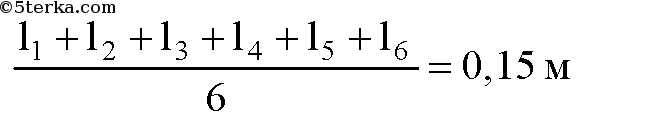 ©5terka.com
l₁ + l₂ + l₃ + l₄ + l₅ + l₆
6
= 0,15 м